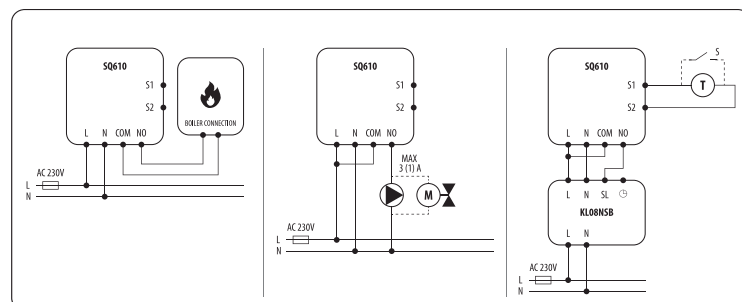 SQ610
S1
S2
L N COM NO
BOILER CONNECTION
AC 230V
L
N
SQ610
S1
S2
L N COM NO
MAX
3 (1) A
M
AC 230V
L
N
SQ610
S1
S2
L N COM NO
S
T
L N SL
KL08NSB
L N
AC 230V
L
N